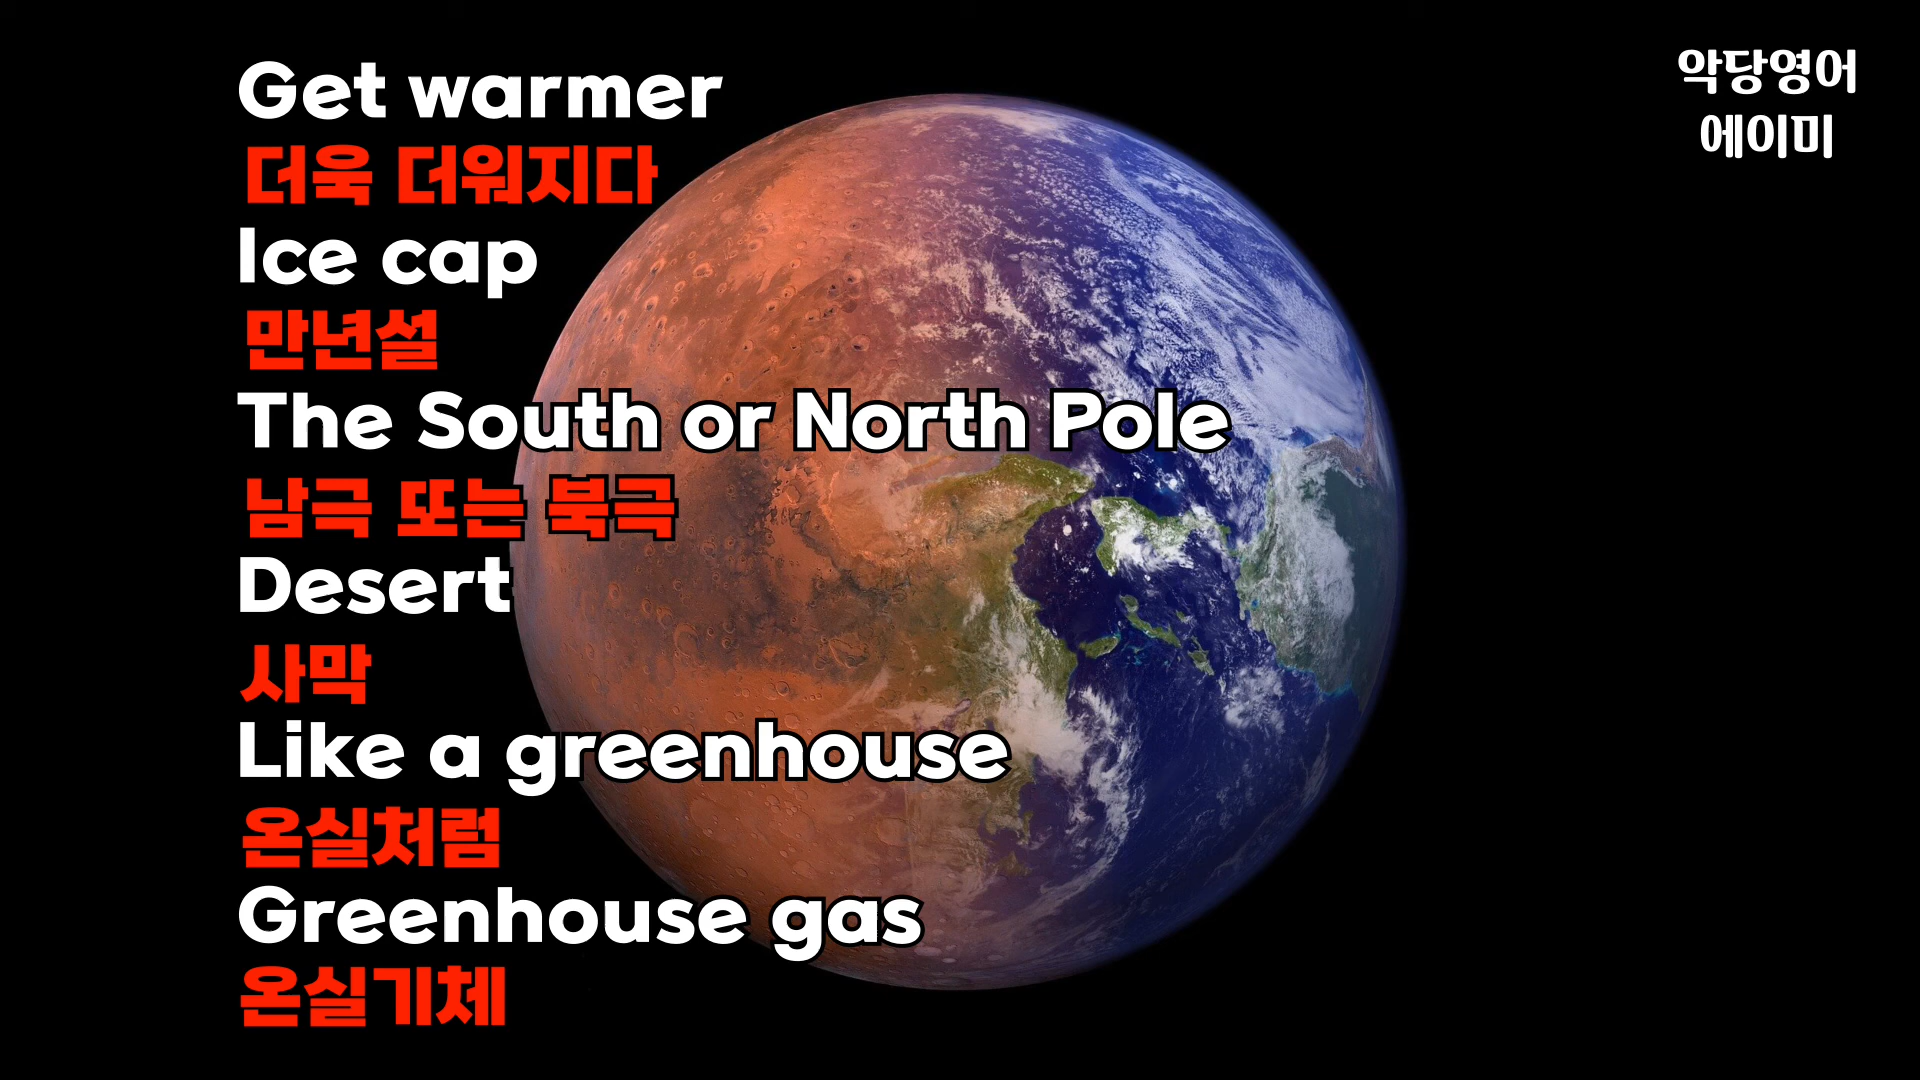 Get warmer
더욱 더워지다
Ice cap
만년설
The South or North Pole
남극 또는 북극
Desert
사막
Like a greenhouse
온실처럼
Greenhouse gas
온실기체
악당영어
에이미